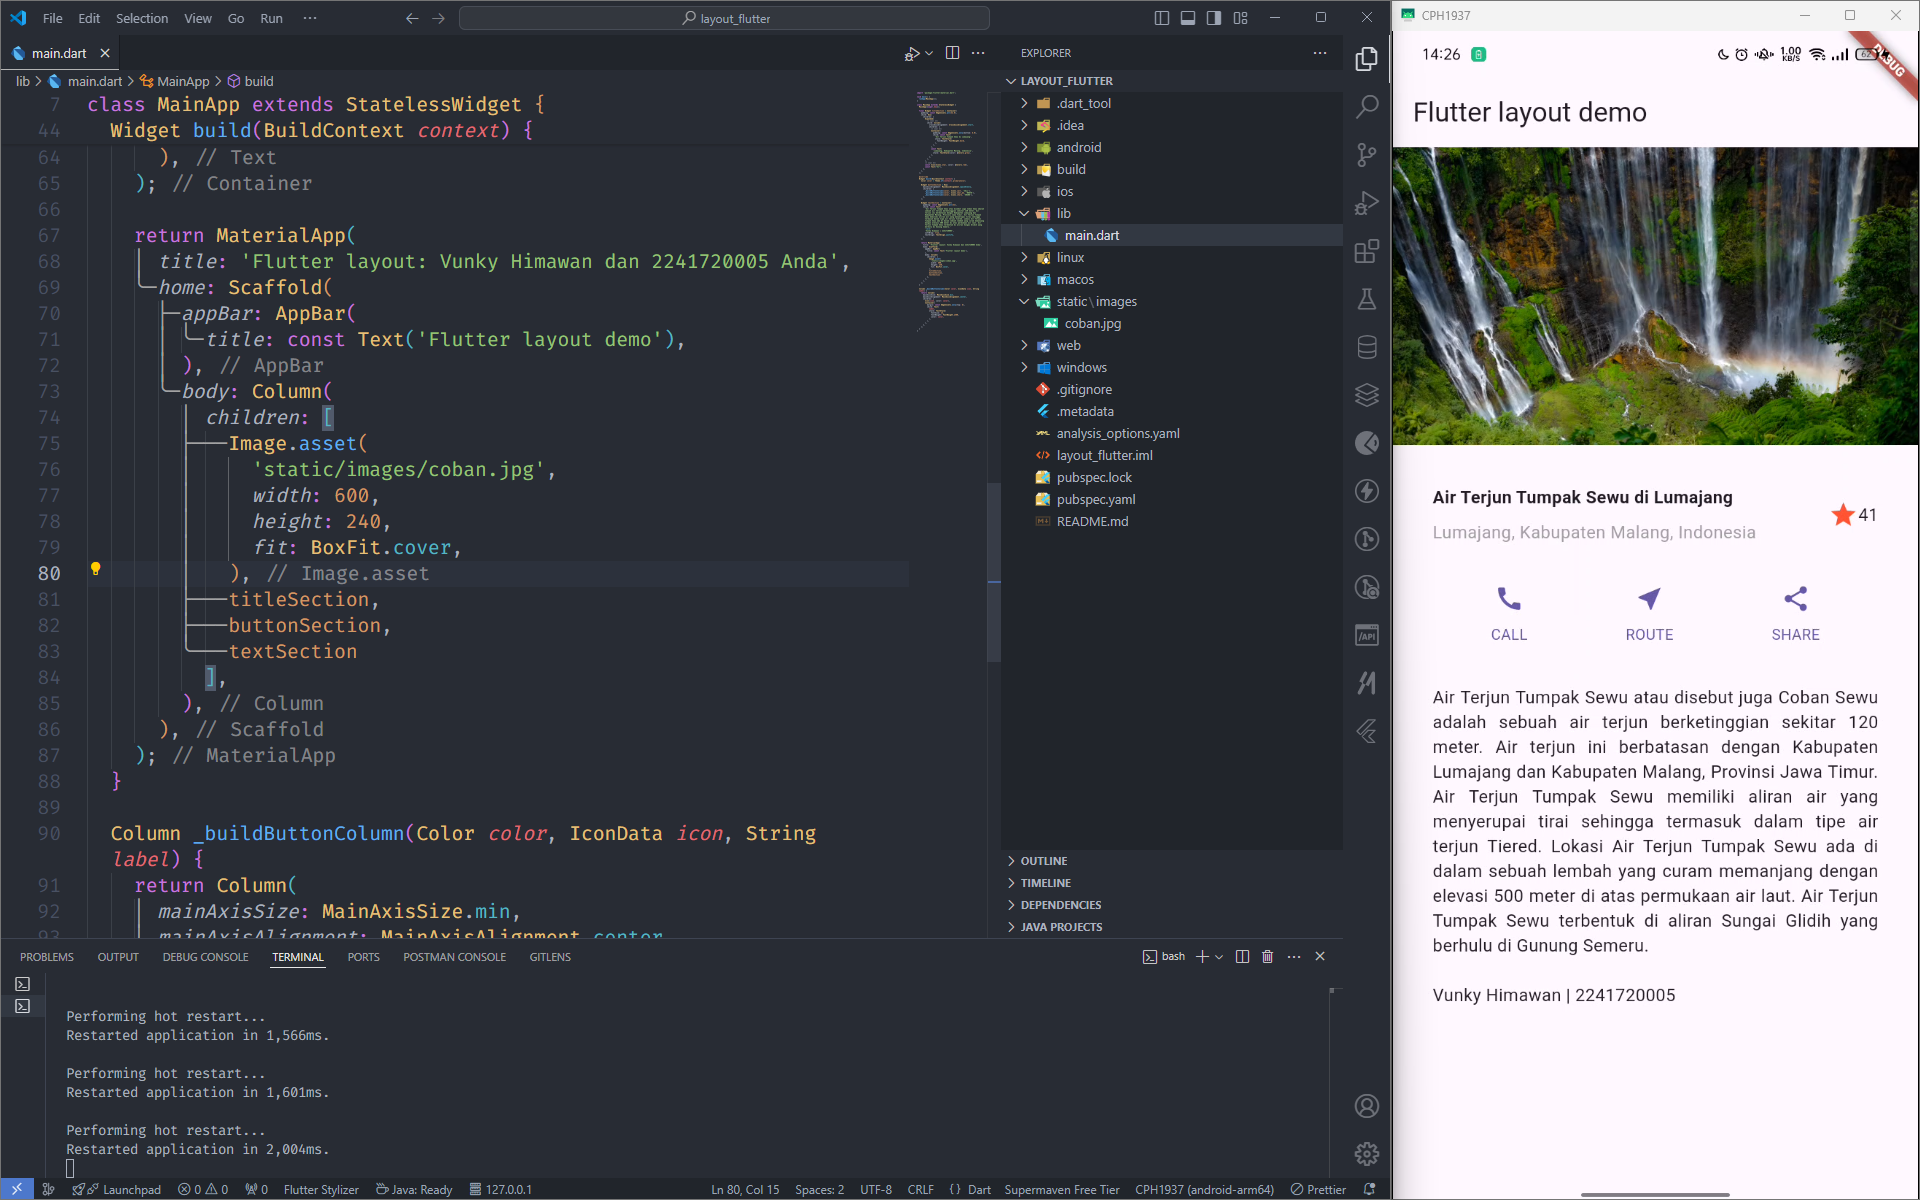 File Edit Selection View Go Run ··· layout_flutter
main.dart
lib > main.dart > MainApp > build
7 class MainApp extends StatelessWidget {
44 Widget build(BuildContext context) {
64 ), // Text
65 ); // Container
66
67 return MaterialApp(
68 title: 'Flutter layout: Vunky Himawan dan 2241720005 Anda',
69 home: Scaffold(
70 appBar: AppBar(
71 title: const Text('Flutter layout demo'),
72 ), // AppBar
73 body: Column(
74 children: [
75 Image.asset(
76 'static/images/coban.jpg',
77 width: 600,
78 height: 240,
79 fit: BoxFit.cover,
80 ), // Image.asset
81 titleSection,
82 buttonSection,
83 textSection
84 ],
85 ), // Column
86 ), // Scaffold
87 ); // MaterialApp
88 }
89
90 Column _buildButtonColumn(Color color, IconData icon, String
label) {
91 return Column(
92 mainAxisSize: MainAxisSize.min,
93 mainAxisAlignment: MainAxisAlignment.center
EXPLORER
LAYOUT_FLUTTER
.dart_tool
.idea
android
build
ios
lib
main.dart
linux
macos
static\images
coban.jpg
web
windows
.gitignore
.metadata
analysis_options.yaml
layout_flutter.iml
pubspec.lock
pubspec.yaml
README.md
OUTLINE
TIMELINE
DEPENDENCIES
JAVA PROJECTS
PROBLEMS OUTPUT DEBUG CONSOLE TERMINAL PORTS POSTMAN CONSOLE GITLENS bash
Performing hot restart...
Restarted application in 1,566ms.
Performing hot restart...
Restarted application in 1,601ms.
Performing hot restart...
Restarted application in 2,004ms.
Launchpad 0 0 0 Flutter Stylizer Java: Ready 127.0.0.1 Ln 80, Col 15 Spaces: 2 UTF-8 CRLF {} Dart Supermaven Free Tier CPH1937 (android-arm64) Prettier
/API
CPH1937
14:26 1.00 KB/S
DEBUG
Flutter layout demo
Air Terjun Tumpak Sewu di Lumajang
Lumajang, Kabupaten Malang, Indonesia
41
CALL ROUTE SHARE
Air Terjun Tumpak Sewu atau disebut juga Coban Sewu
adalah sebuah air terjun berketinggian sekitar 120
meter. Air terjun ini berbatasan dengan Kabupaten
Lumajang dan Kabupaten Malang, Provinsi Jawa Timur.
Air Terjun Tumpak Sewu memiliki aliran air yang
menyerupai tirai sehingga termasuk dalam tipe air
terjun Tiered. Lokasi Air Terjun Tumpak Sewu ada di
dalam sebuah lembah yang curam memanjang dengan
elevasi 500 meter di atas permukaan air laut. Air Terjun
Tumpak Sewu terbentuk di aliran Sungai Glidih yang
berhulu di Gunung Semeru.
Vunky Himawan | 2241720005